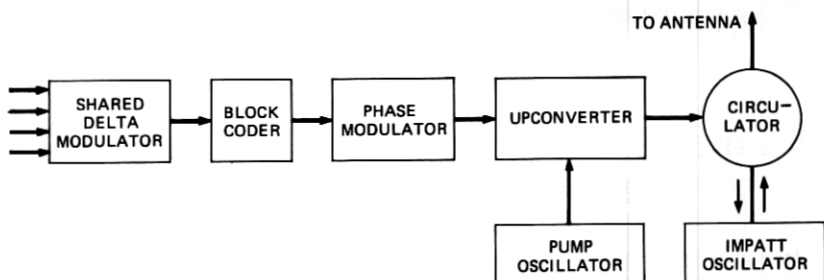 TO ANTENNA
SHARED
DELTA
MODULATOR
BLOCK
CODER
PHASE
MODULATOR
UPCONVERTER
CIRCU-
LATOR
PUMP
OSCILLATOR
IMPATT
OSCILLATOR